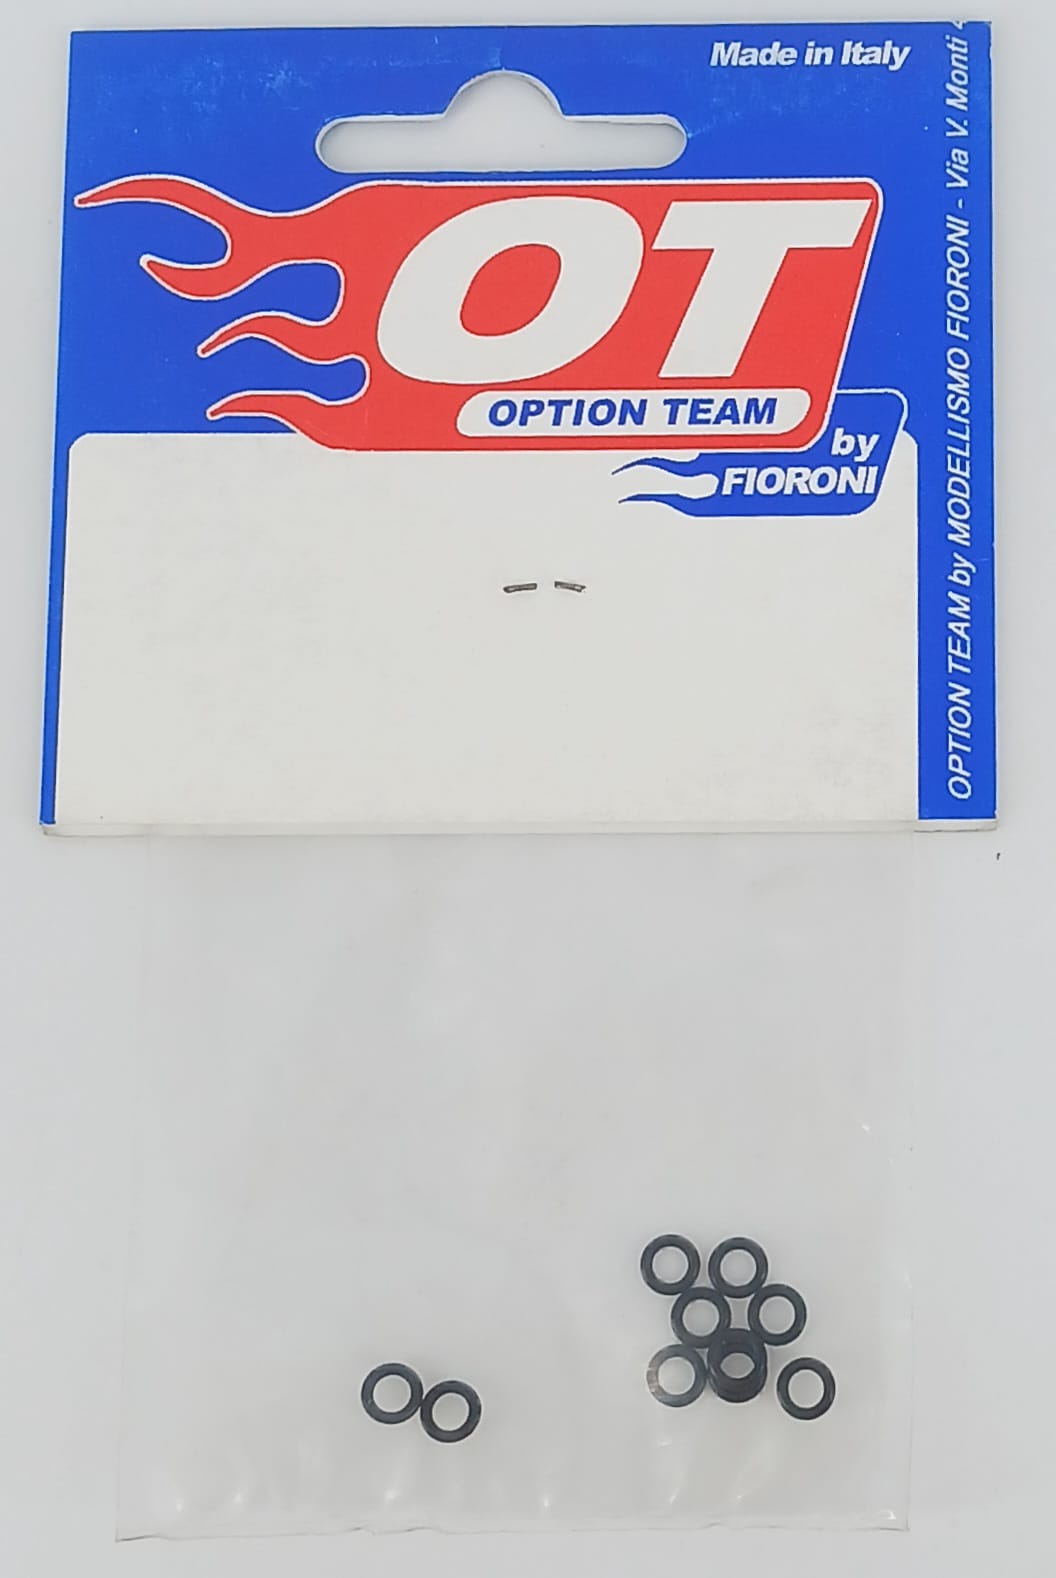 Made in Italy
OT
OPTION TEAM
by
FIORONI
OPTION TEAM by MODELLISMO FIORONI - Via V. Monti